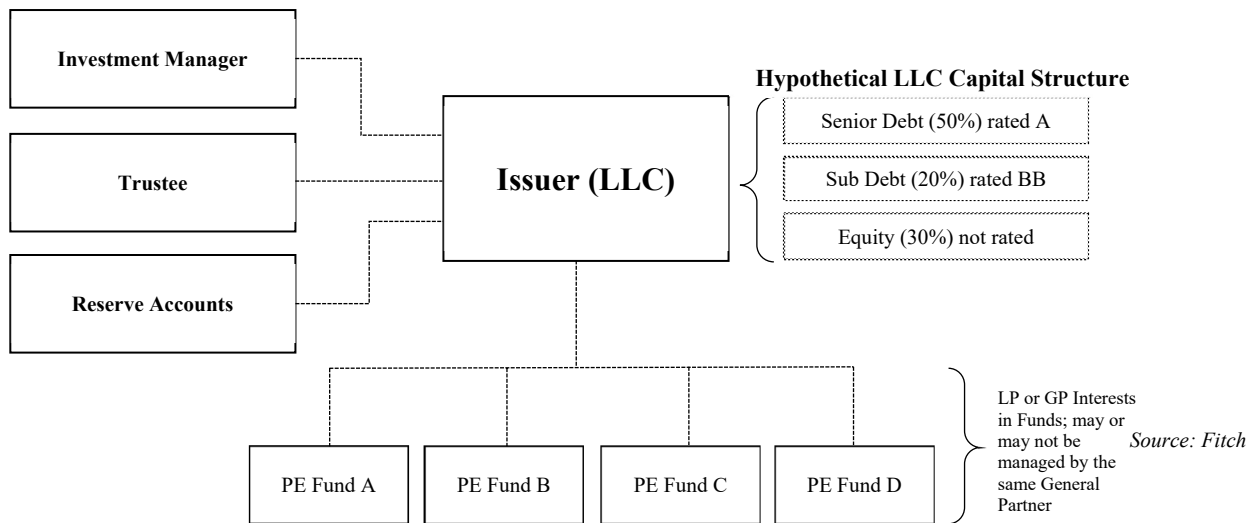 Investment Manager
Trustee
Reserve Accounts
Issuer (LLC)
Hypothetical LLC Capital Structure
Senior Debt (50%) rated A
Sub Debt (20%) rated BB
Equity (30%) not rated
PE Fund A
PE Fund B
PE Fund C
PE Fund D
LP or GP Interests
in Funds; may or
may not be
managed by the
same General
Partner
Source: Fitch